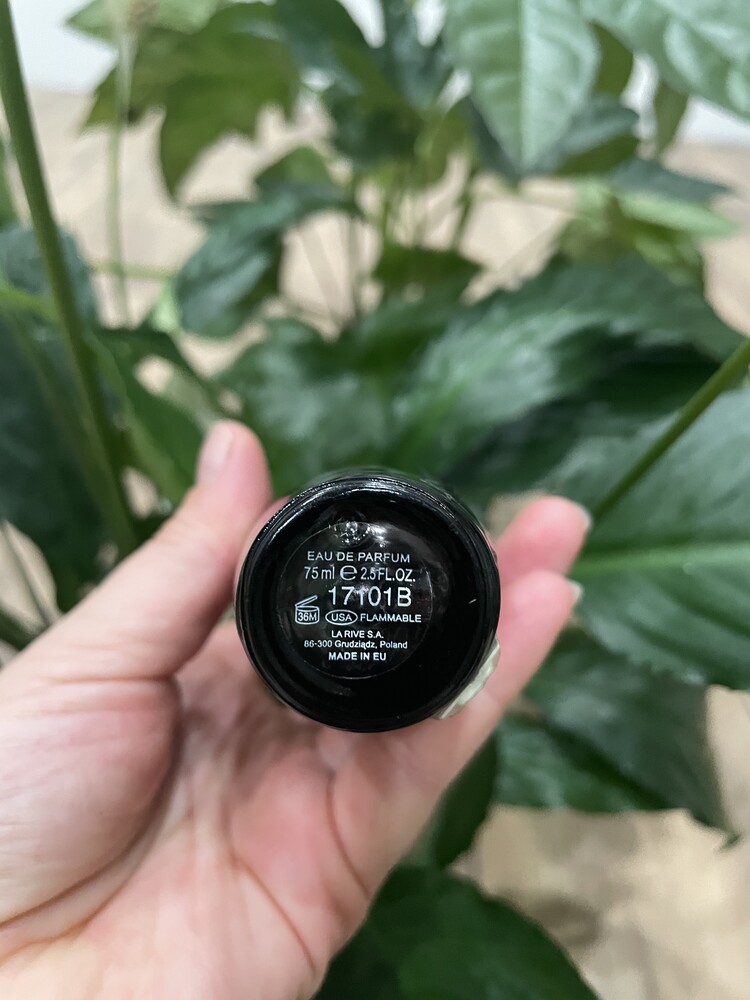 EAU DE PARFUM
75 ml ℮ 2.5 FL.OZ.
17101B
36M USA FLAMMABLE
LA RIVE S.A.
86-300 Grudziądz, Poland
MADE IN EU